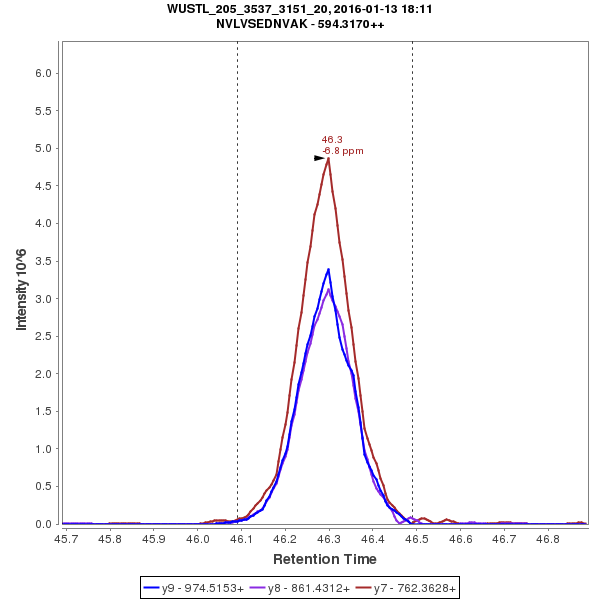 WUSTL_205_3537_3151_20, 2016-01-13 18:11
NVLVSEDNVAK - 594.3170++
46.3
-6.8 ppm
6.0
5.5
5.0
4.5
4.0
3.5
3.0
2.5
2.0
1.5
1.0
0.5
0.0
Intensity 10^6
45.7 45.8 45.9 46.0 46.1 46.2 46.3 46.4 46.5 46.6 46.7 46.8
Retention Time
y9 - 974.5153+ y8 - 861.4312+ y7 - 762.3628+